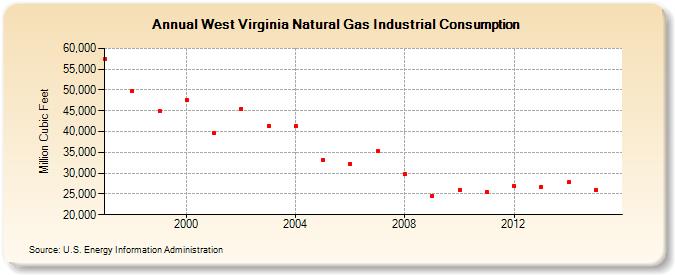 Annual West Virginia Natural Gas Industrial Consumption
Million Cubic Feet
60,000
55,000
50,000
45,000
40,000
35,000
30,000
25,000
20,000
2000 2004 2008 2012
Source: U.S. Energy Information Administration